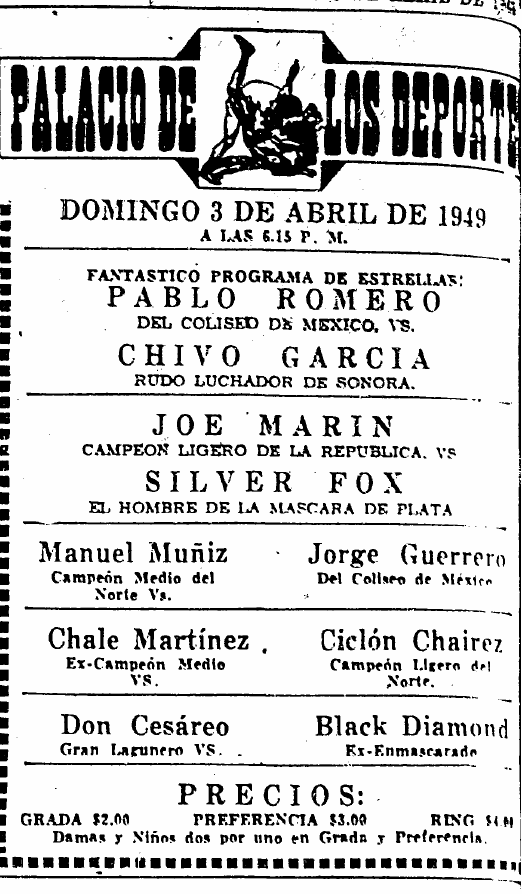 PALACIO DE LOS DEPORTE
DOMINGO 3 DE ABRIL DE 1949
A LAS 6.15 P. M.
FANTASTICO PROGRAMA DE ESTRELLAS:
PABLO ROMERO
DEL COLISEO DE MEXICO, VS.
CHIVO GARCIA
RUDO LUCHADOR DE SONORA.
JOE MARIN
CAMPEON LIGERO DE LA REPUBLICA. VS
SILVER FOX
EL HOMBRE DE LA MASCARA DE PLATA
Manuel Muñiz Jorge Guerrero
Campeón Medio del Del Coliseo de México
Norte Vs.
Chale Martínez Ciclón Chairez
Ex-Campeón Medio Campeón Ligero del
VS. Norte.
Don Cesáreo Black Diamond
Gran Lagunero VS. Ex-Enmascarado
PRECIOS:
GRADA $2.00 PREFERENCIA $3.00 RING
Damas y Niños dos por uno en Grada y Preferencia.